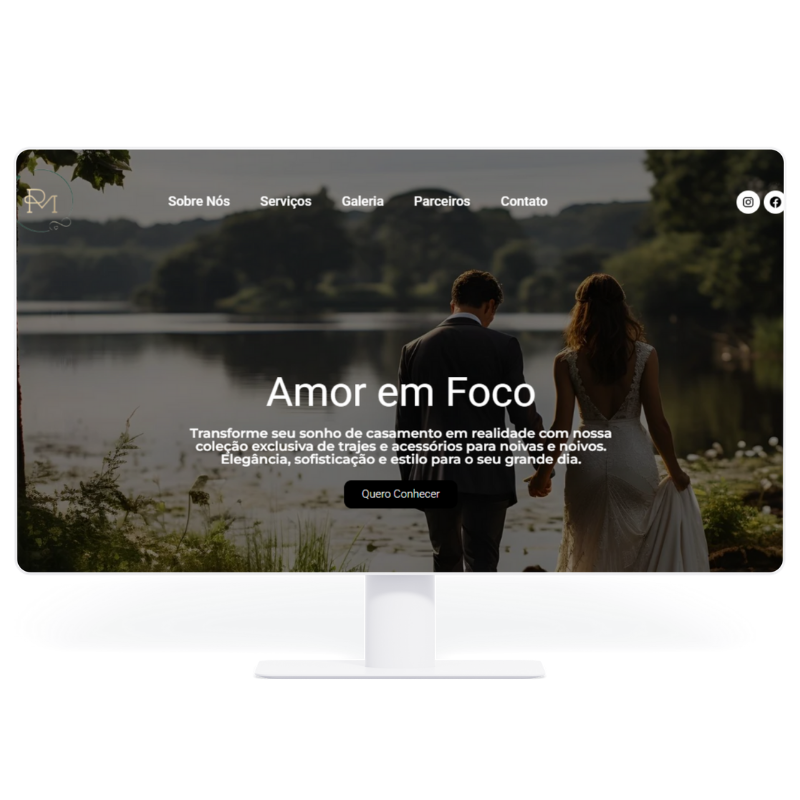 PM
Sobre Nós Serviços Galeria Parceiros Contato
Amor em Foco
Transforme seu sonho de casamento em realidade com nossa
coleção exclusiva de trajes e acessórios para noivas e noivos.
Elegância, sofisticação e estilo para o seu grande dia.
Quero Conhecer